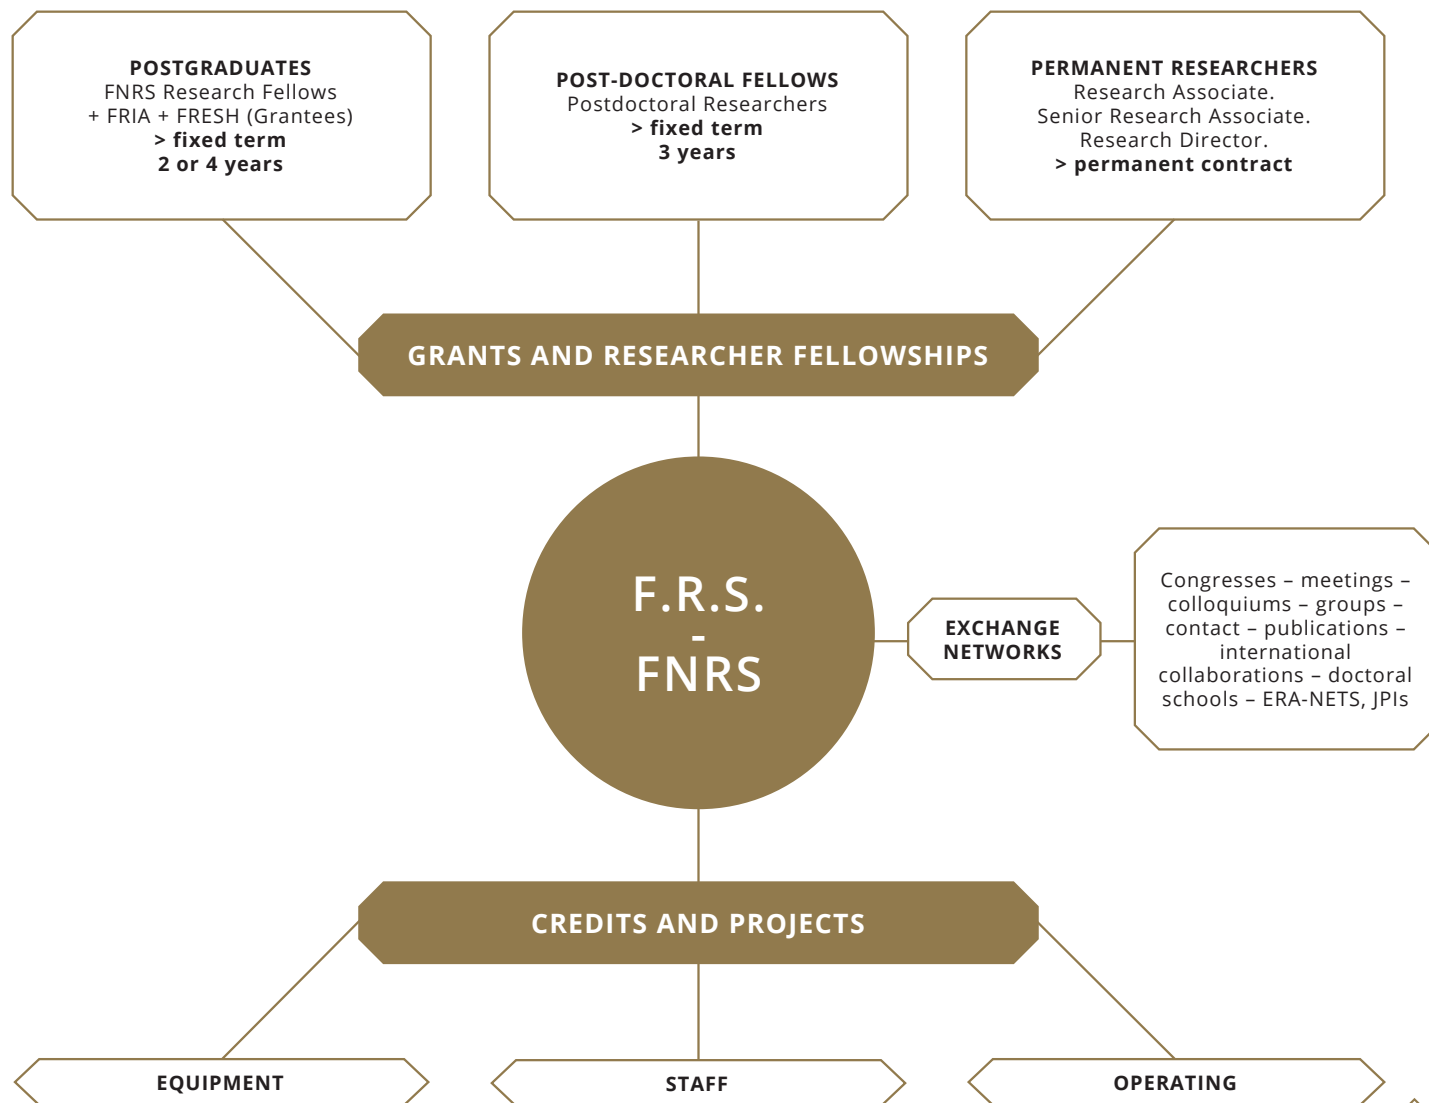 POSTGRADUATES
FNRS Research Fellows
+ FRIA + FRESH (Grantees)
> fixed term
2 or 4 years
POST-DOCTORAL FELLOWS
Postdoctoral Researchers
> fixed term
3 years
PERMANENT RESEARCHERS
Research Associate.
Senior Research Associate.
Research Director.
> permanent contract
GRANTS AND RESEARCHER FELLOWSHIPS
F.R.S.
-
FNRS
EXCHANGE
NETWORKS
Congresses – meetings –
colloquiums – groups –
contact – publications –
international
collaborations – doctoral
schools – ERA-NETS, JPIs
CREDITS AND PROJECTS
EQUIPMENT
STAFF
OPERATING